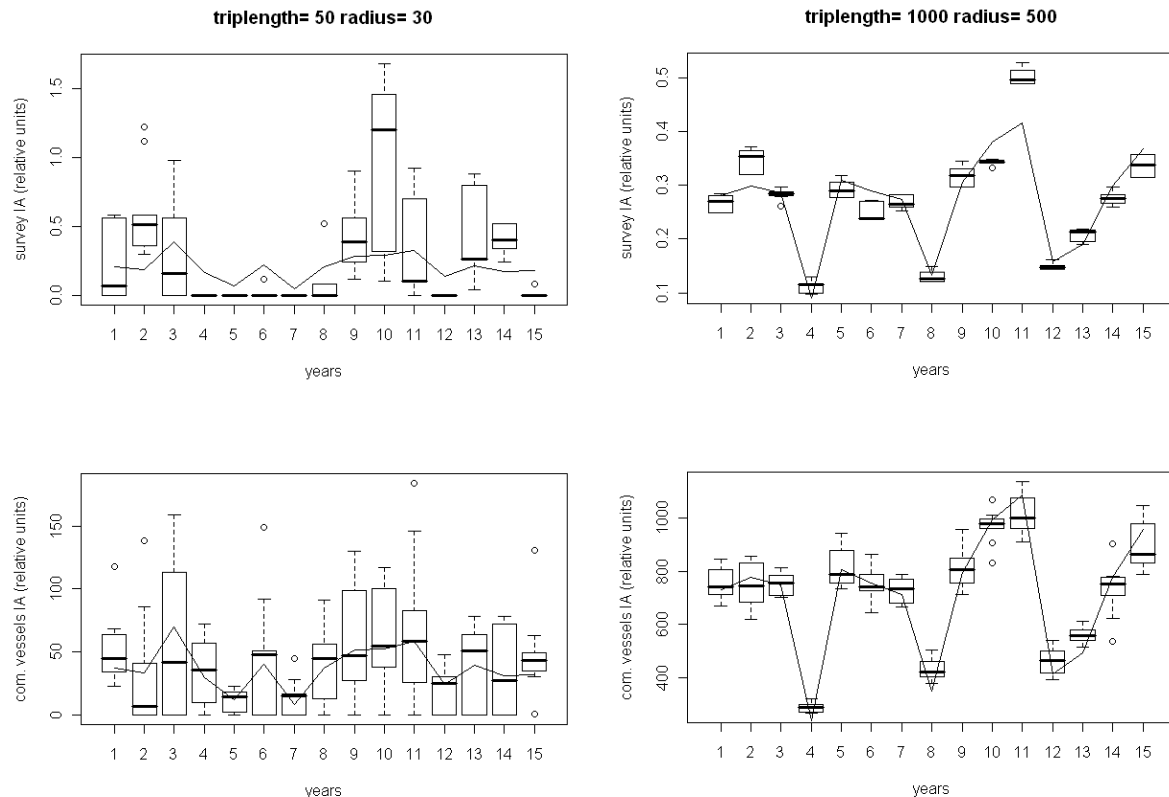 triplength= 50 radius= 30
survey IA (relative units)
0.0 0.5 1.0 1.5
1 2 3 4 5 6 7 8 9 10 11 12 13 14 15
years
triplength= 1000 radius= 500
survey IA (relative units)
0.1 0.2 0.3 0.4 0.5
1 2 3 4 5 6 7 8 9 10 11 12 13 14 15
years
com. vessels IA (relative units)
0 50 100 150
1 2 3 4 5 6 7 8 9 10 11 12 13 14 15
years
com. vessels IA (relative units)
400 600 800 1000
1 2 3 4 5 6 7 8 9 10 11 12 13 14 15
years